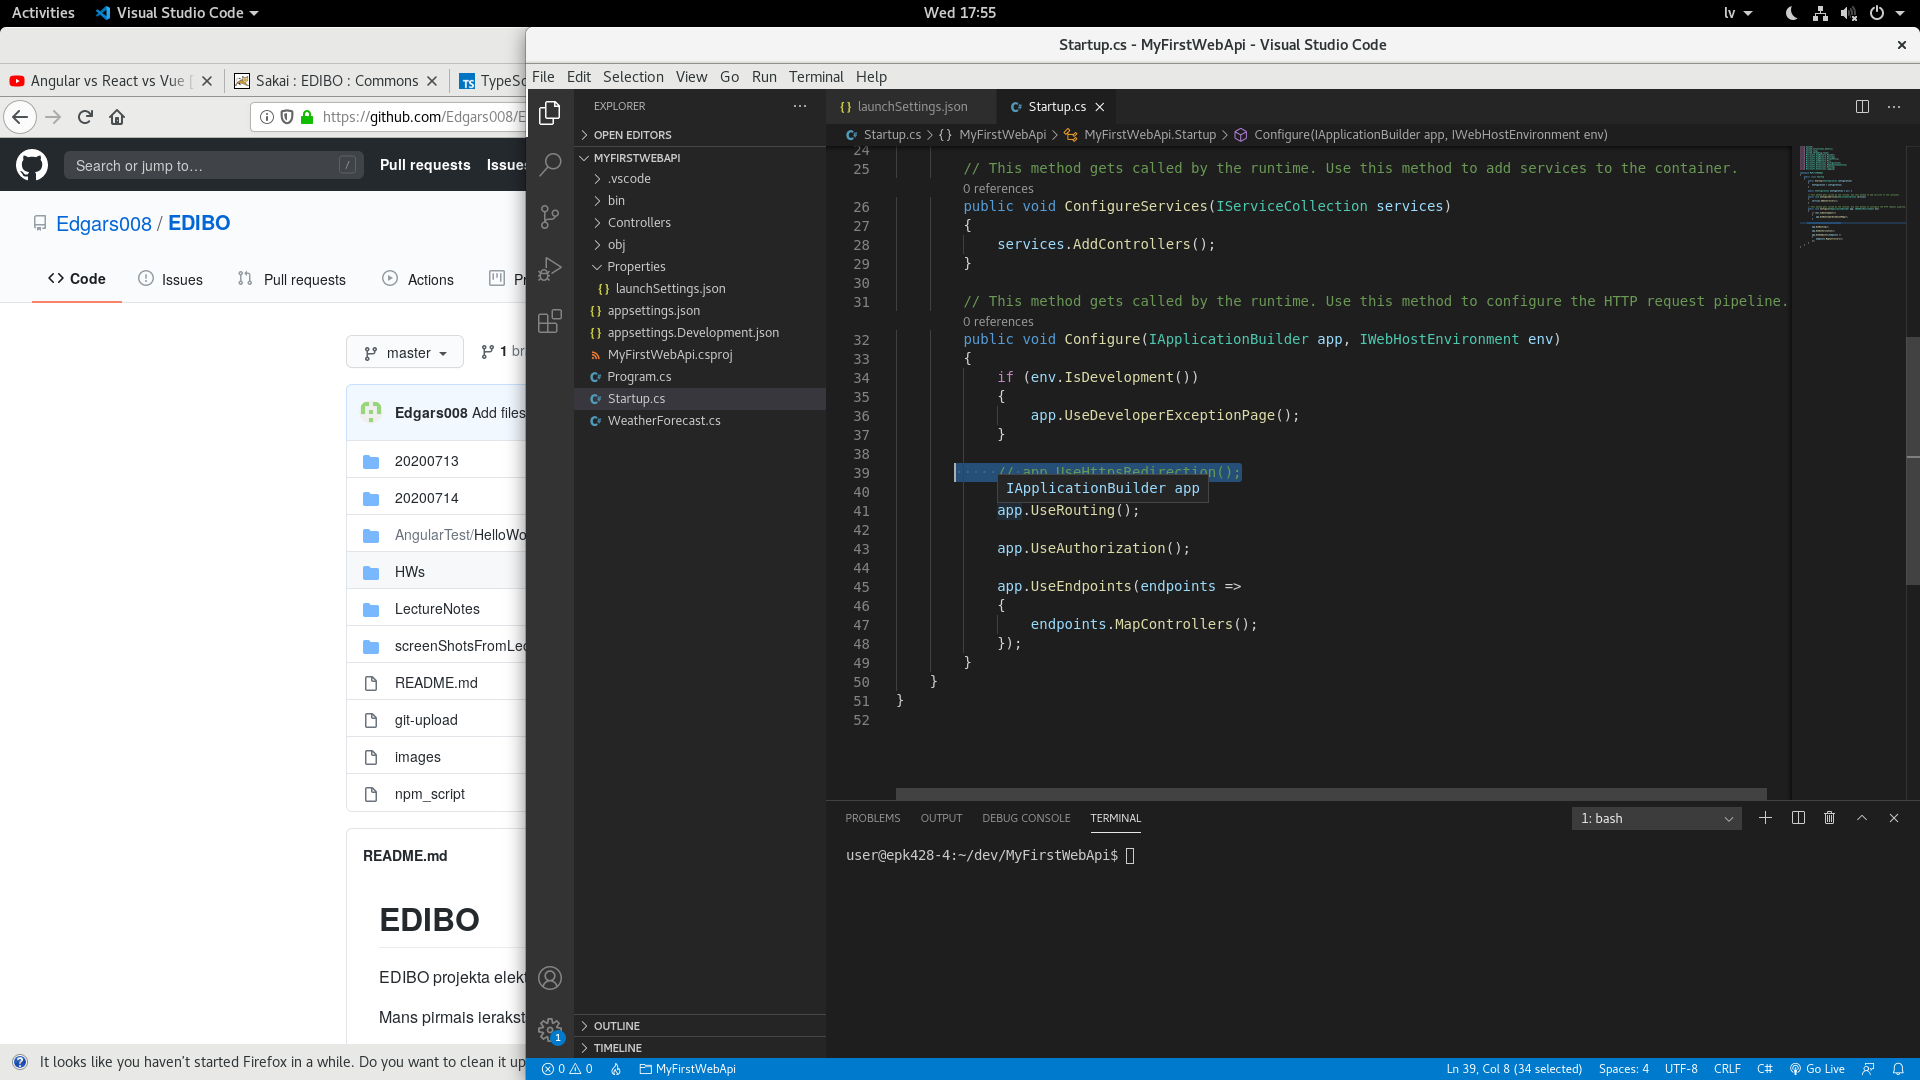 Activities Visual Studio Code Wed 17:55 lv
Angular vs React vs Vue [
Sakai : EDIBO : Commons
TS TypeSc
https://github.com/Edgars008/E
Search or jump to… /
Pull requests Issues
Edgars008 / EDIBO
Code Issues Pull requests Actions Pr
master 1 br
Edgars008 Add files
20200713
20200714
AngularTest/HelloWo
HWs
LectureNotes
screenShotsFromLec
README.md
git-upload
images
npm_script
README.md
EDIBO
EDIBO projekta elekt
Mans pirmais ierakst
It looks like you haven't started Firefox in a while. Do you want to clean it up
Startup.cs - MyFirstWebApi - Visual Studio Code
File Edit Selection View Go Run Terminal Help
EXPLORER
OPEN EDITORS
MYFIRSTWEBAPI
.vscode
bin
Controllers
obj
Properties
{} launchSettings.json
{} appsettings.json
{} appsettings.Development.json
MyFirstWebApi.csproj
Program.cs
Startup.cs
WeatherForecast.cs
OUTLINE
TIMELINE
1
{} launchSettings.json Startup.cs
Startup.cs > {} MyFirstWebApi > MyFirstWebApi.Startup > Configure(IApplicationBuilder app, IWebHostEnvironment env)
24
25 // This method gets called by the runtime. Use this method to add services to the container.
0 references
26 public void ConfigureServices(IServiceCollection services)
27 {
28 services.AddControllers();
29 }
30
31 // This method gets called by the runtime. Use this method to configure the HTTP request pipeline.
0 references
32 public void Configure(IApplicationBuilder app, IWebHostEnvironment env)
33 {
34 if (env.IsDevelopment())
35 {
36 app.UseDeveloperExceptionPage();
37 }
38
39 // app.UseHttpsRedirection();
40 IApplicationBuilder app
41 app.UseRouting();
42
43 app.UseAuthorization();
44
45 app.UseEndpoints(endpoints =>
46 {
47 endpoints.MapControllers();
48 });
49 }
50 }
51 }
52
PROBLEMS OUTPUT DEBUG CONSOLE TERMINAL 1: bash
user@epk428-4:~/dev/MyFirstWebApi$
0 0 MyFirstWebApi Ln 39, Col 8 (34 selected) Spaces: 4 UTF-8 CRLF C# Go Live